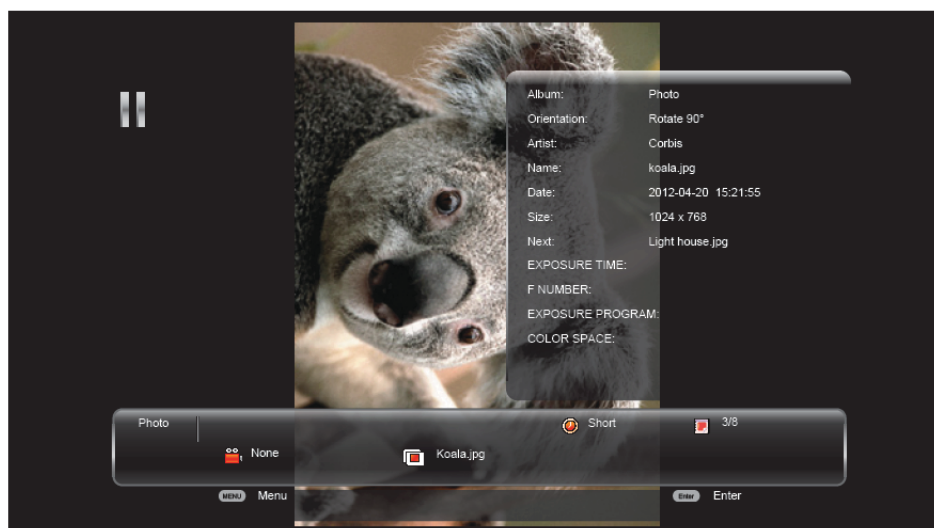 Album: Photo
Orientation: Rotate 90°
Artist: Corbis
Name: koala.jpg
Date: 2012-04-20 15:21:55
Size: 1024 x 768
Next: Light house.jpg
EXPOSURE TIME:
F NUMBER:
EXPOSURE PROGRAM:
COLOR SPACE:
Photo Short 3/8
None Koala.jpg
MENU Menu Enter Enter